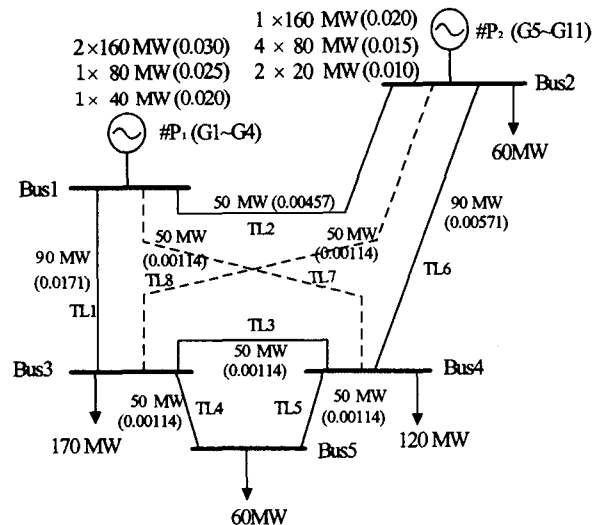 2×160 MW (0.030)
1× 80 MW (0.025)
1× 40 MW (0.020)
1×160 MW (0.020)
4× 80 MW (0.015)
2× 20 MW (0.010)
#P₂ (G5~G11)
Bus2
60MW
#P₁ (G1~G4)
Bus1
50 MW (0.00457)
TL2
90 MW
(0.00571)
TL6
90 MW
(0.0171)
TL1
50 MW
(0.00114)
TL8
50 MW
(0.00114)
TL7
TL3
50 MW
(0.00114)
Bus3
Bus4
50 MW
(0.00114)
TL4
TL5
50 MW
(0.00114)
170 MW
120 MW
Bus5
60MW